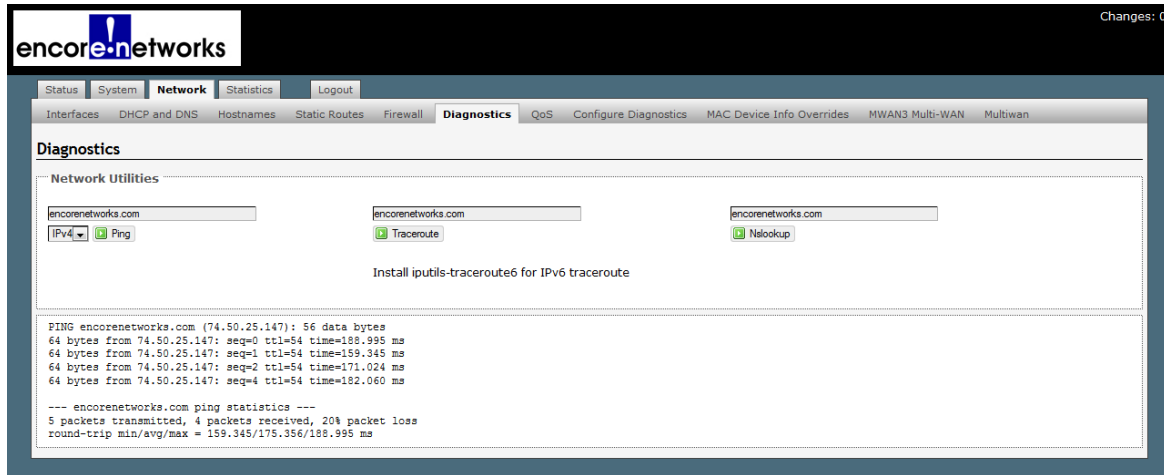 Changes: 0
encore!networks
Status System Network Statistics Logout
Interfaces DHCP and DNS Hostnames Static Routes Firewall Diagnostics QoS Configure Diagnostics MAC Device Info Overrides MWAN3 Multi-WAN Multiwan
Diagnostics
Network Utilities
encorenetworks.com encorenetworks.com encorenetworks.com
IPv4 Ping Traceroute Nslookup
Install iputils-traceroute6 for IPv6 traceroute
PING encorenetworks.com (74.50.25.147): 56 data bytes
64 bytes from 74.50.25.147: seq=0 ttl=54 time=188.995 ms
64 bytes from 74.50.25.147: seq=1 ttl=54 time=159.345 ms
64 bytes from 74.50.25.147: seq=2 ttl=54 time=171.024 ms
64 bytes from 74.50.25.147: seq=4 ttl=54 time=182.060 ms
--- encorenetworks.com ping statistics ---
5 packets transmitted, 4 packets received, 20% packet loss
round-trip min/avg/max = 159.345/175.356/188.995 ms